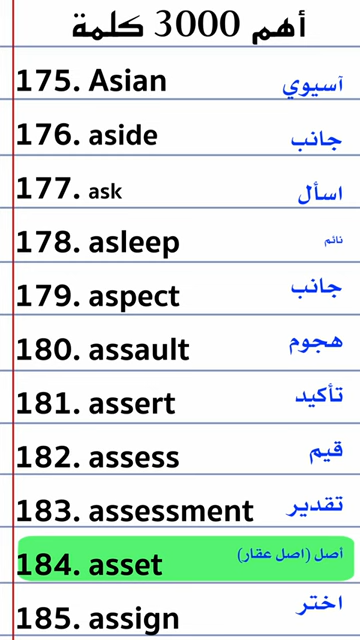 أهم 3000 كلمة
175. Asian آسيوي
176. aside جانب
177. ask اسأل
178. asleep نائم
179. aspect جانب
180. assault هجوم
181. assert تأكيد
182. assess قيم
183. assessment تقدير
184. asset أصل (اصل عقار)
185. assign اختر